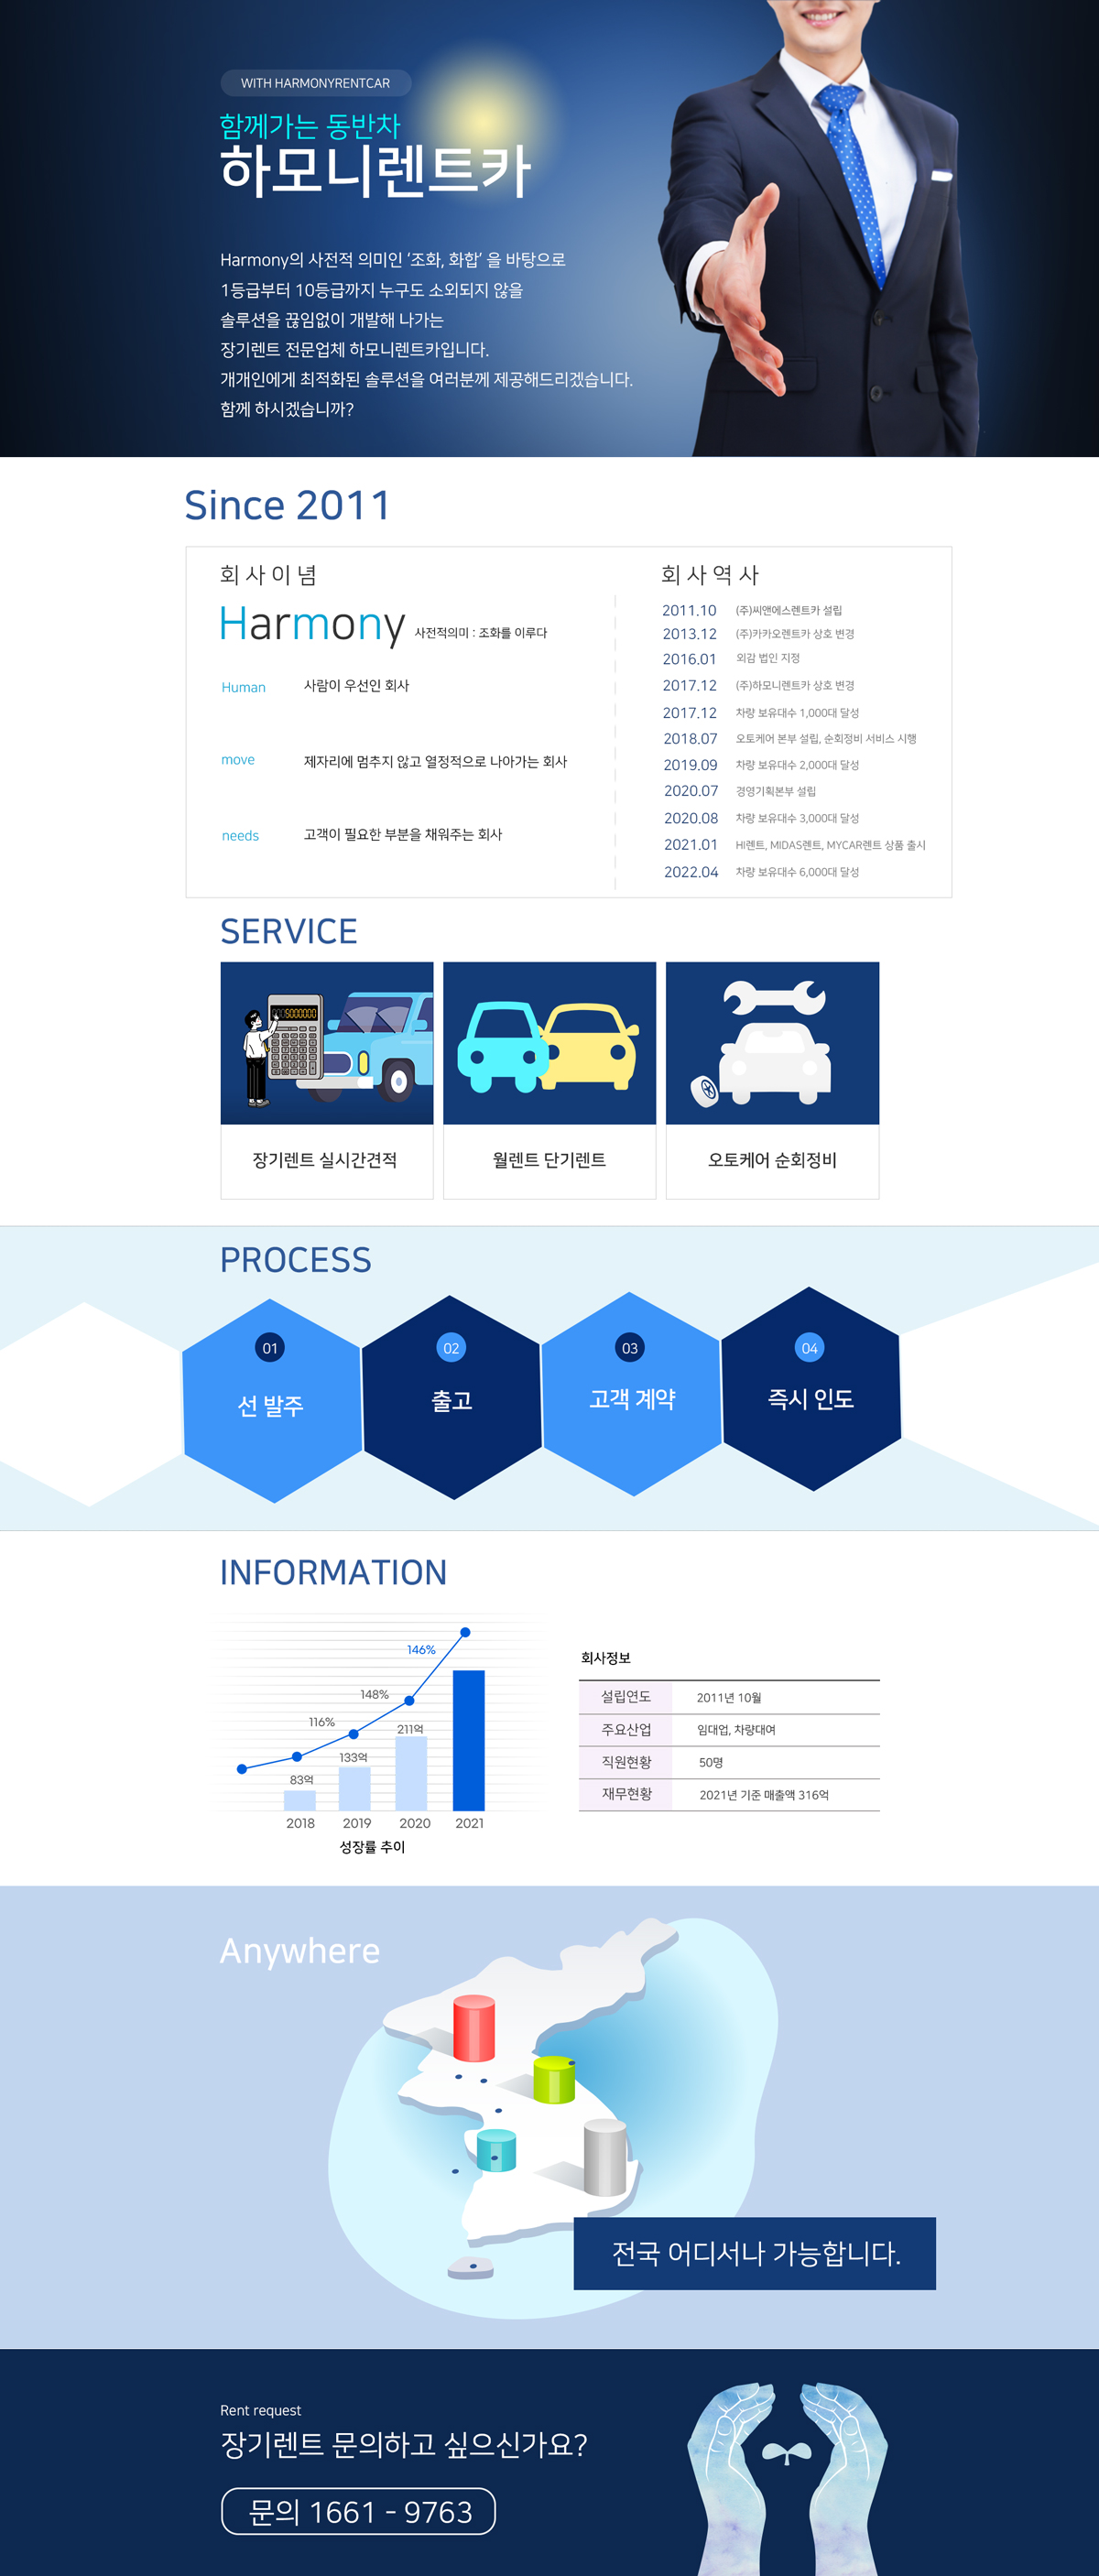 WITH HARMONYRENTCAR
함께가는 동반차
하모니렌트카
Harmony의 사전적 의미인 ‘조화, 화합’ 을 바탕으로
1등급부터 10등급까지 누구도 소외되지 않을
솔루션을 끊임없이 개발해 나가는
장기렌트 전문업체 하모니렌트카입니다.
개개인에게 최적화된 솔루션을 여러분께 제공해드리겠습니다.
함께 하시겠습니까?
Since 2011
회사이념
Harmony 사전적의미 : 조화를 이루다
Human 사람이 우선인 회사
move 제자리에 멈추지 않고 열정적으로 나아가는 회사
needs 고객이 필요한 부분을 채워주는 회사
회사역사
2011.10 (주)씨앤에스렌트카 설립
2013.12 (주)카카오렌트카 상호 변경
2016.01 외감 법인 지정
2017.12 (주)하모니렌트카 상호 변경
2017.12 차량 보유대수 1,000대 달성
2018.07 오토케어 본부 설립, 순회정비 서비스 시행
2019.09 차량 보유대수 2,000대 달성
2020.07 경영기획본부 설립
2020.08 차량 보유대수 3,000대 달성
2021.01 HI렌트, MIDAS렌트, MYCAR렌트 상품 출시
2022.04 차량 보유대수 6,000대 달성
SERVICE
장기렌트 실시간견적
월렌트 단기렌트
오토케어 순회정비
PROCESS
01
선 발주
02
출고
03
고객 계약
04
즉시 인도
INFORMATION
146%
148%
116%
211억
133억
83억
2018 2019 2020 2021
성장률 추이
회사정보
설립연도 2011년 10월
주요산업 임대업, 차량대여
직원현황 50명
재무현황 2021년 기준 매출액 316억
Anywhere
전국 어디서나 가능합니다.
Rent request
장기렌트 문의하고 싶으신가요?
문의 1661 - 9763